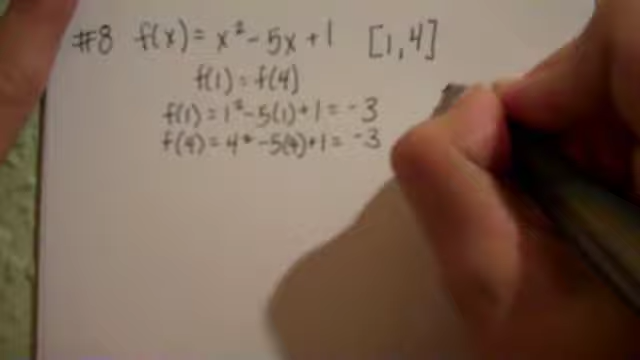 #8 f(x) = x² - 5x + 1 [1, 4]
f(1) = f(4)
f(1) = 1² - 5(1) + 1 = -3
f(4) = 4² - 5(4) + 1 = -3